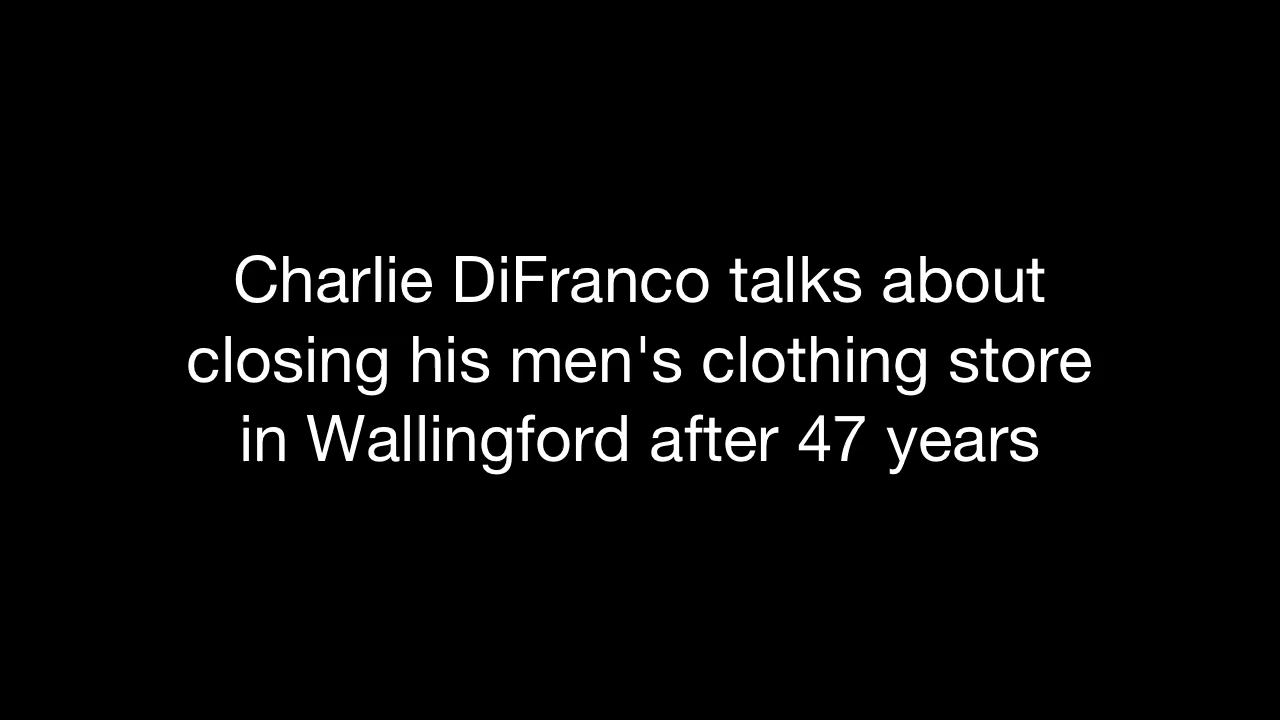 Charlie DiFranco talks about
closing his men's clothing store
in Wallingford after 47 years